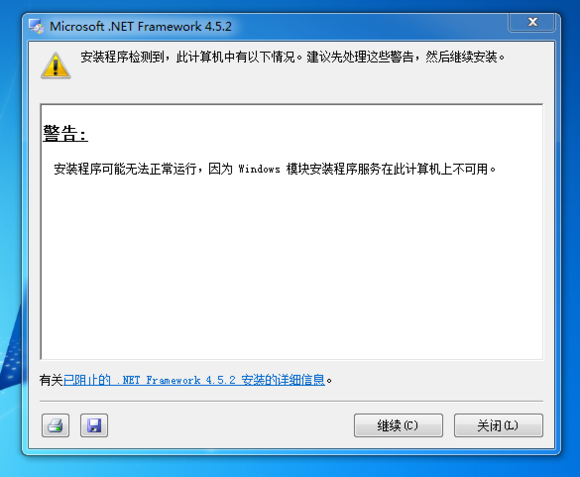 Microsoft .NET Framework 4.5.2
安装程序检测到，此计算机中有以下情况。建议先处理这些警告，然后继续安装。
警告:
安装程序可能无法正常运行，因为 Windows 模块安装程序服务在此计算机上不可用。
有关已阻止的 .NET Framework 4.5.2 安装的详细信息。
继续(C) 关闭(L)